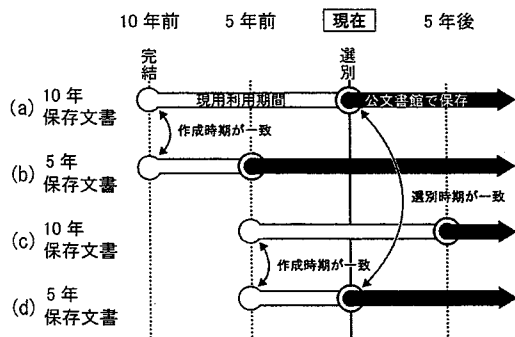 10年前
5年前
現在
5年後
完結
選別
(a) 10年
保存文書
現用利用期間
公文書館で保存
作成時期が一致
(b) 5年
保存文書
選別時期が一致
(c) 10年
保存文書
作成時期が一致
(d) 5年
保存文書